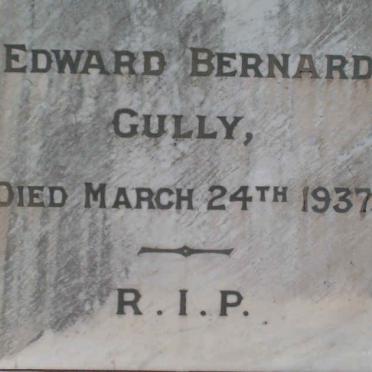 EDWARD BERNARD
GULLY,
DIED MARCH 24TH 1937.
R.I.P.